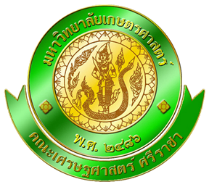 มหาวิทยาลัยเกษตรศาสตร์
พ.ศ. ๒๔๘๖
คณะเศรษฐศาสตร์ ศรีราชา